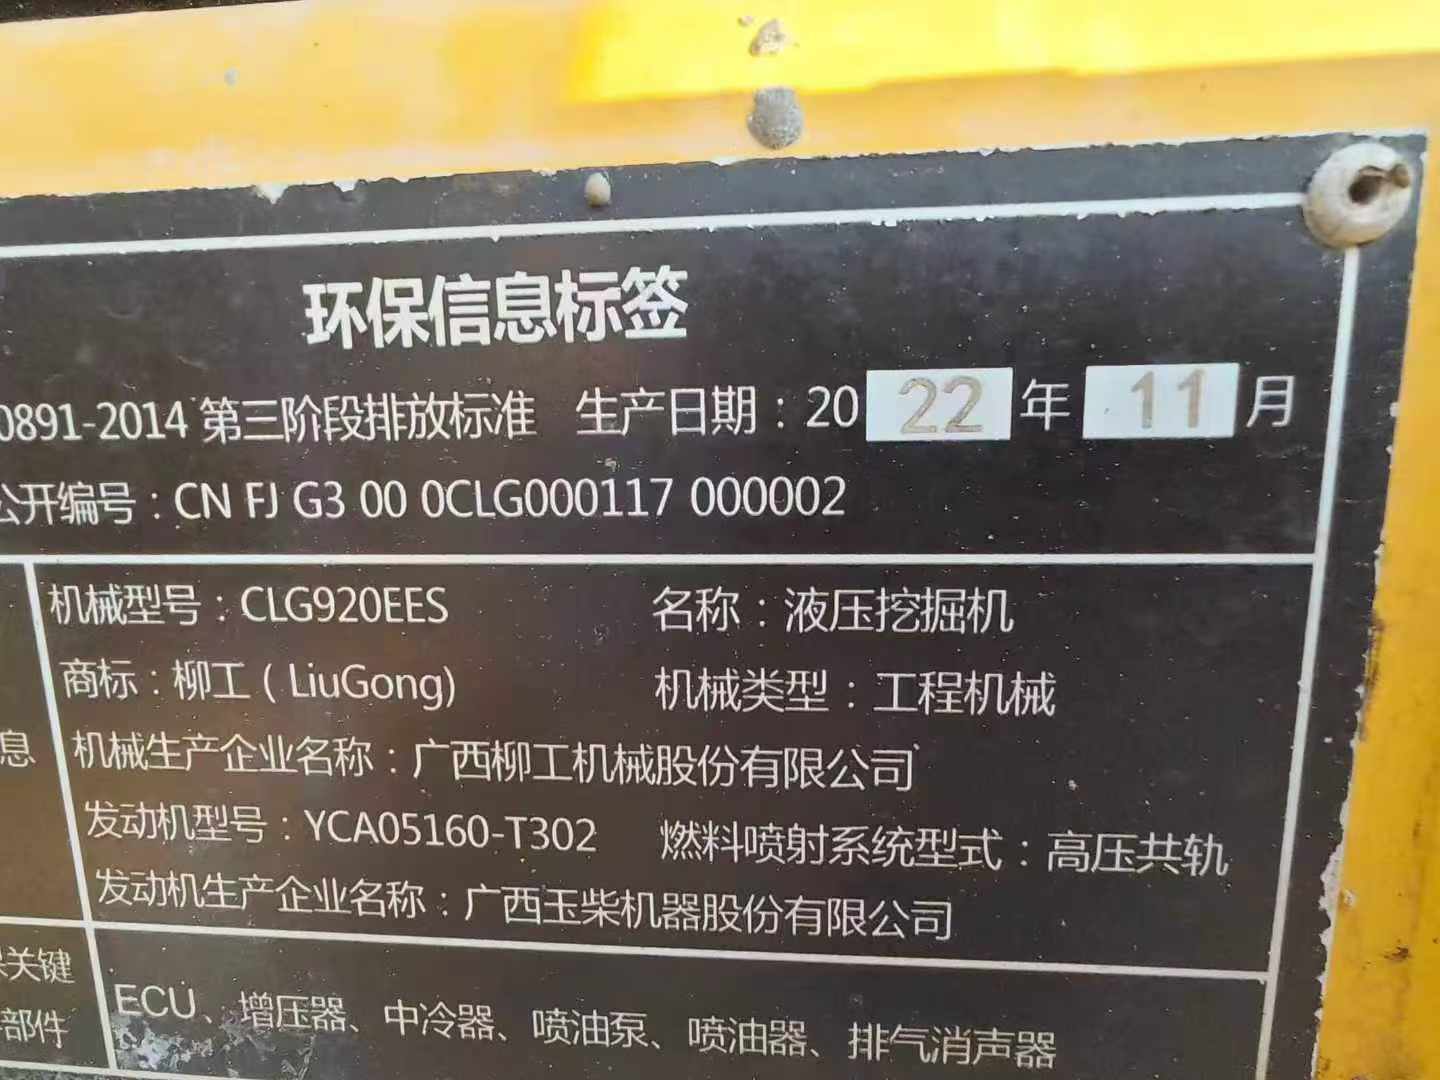 环保信息标签
0891-2014 第三阶段排放标准 生产日期：2022年11月
公开编号：CN FJ G3 00 0CLG000117 000002
机械型号：CLG920EES 名称：液压挖掘机
商标：柳工（LiuGong) 机械类型：工程机械
息 机械生产企业名称：广西柳工机械股份有限公司
发动机型号：YCA05160-T302 燃料喷射系统型式：高压共轨
发动机生产企业名称：广西玉柴机器股份有限公司
关键
部件
ECU、增压器、中冷器、喷油泵、喷油器、排气消声器